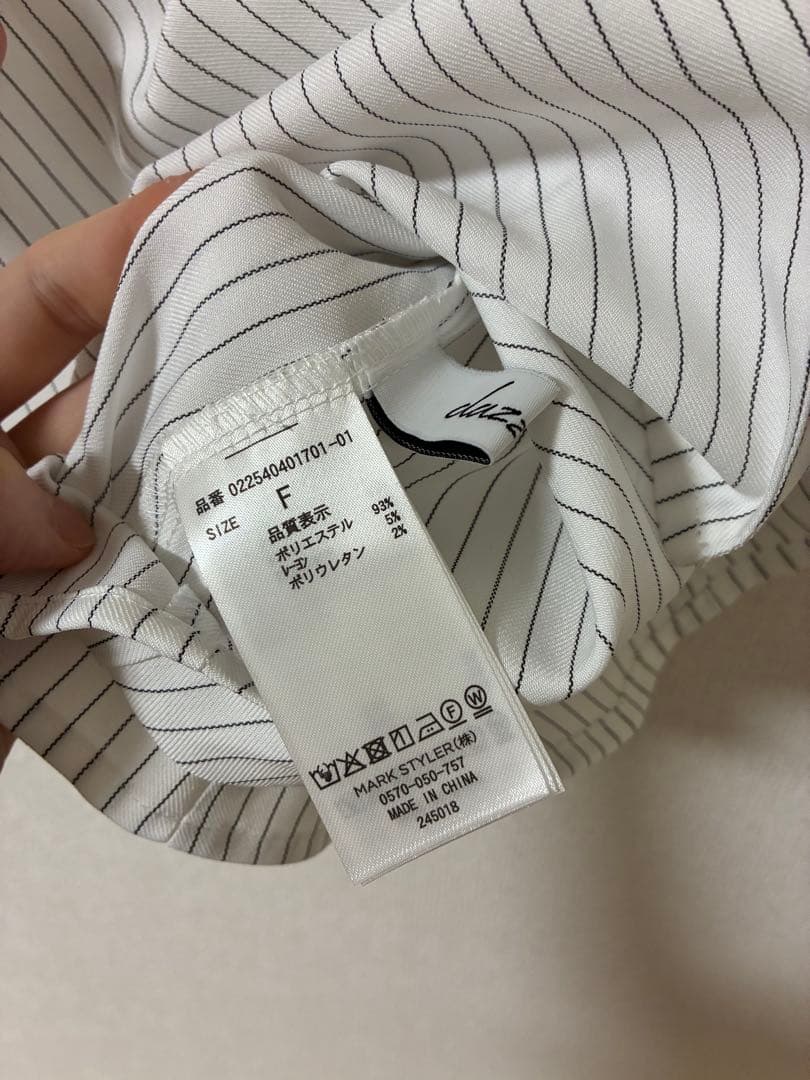 daz
品番 022540401701-01
SIZE F
品質表示
ポリエステル 93%
レーヨン 5%
ポリウレタン 2%
F W
MARK STYLER(株)
0570-050-757
MADE IN CHINA
245018